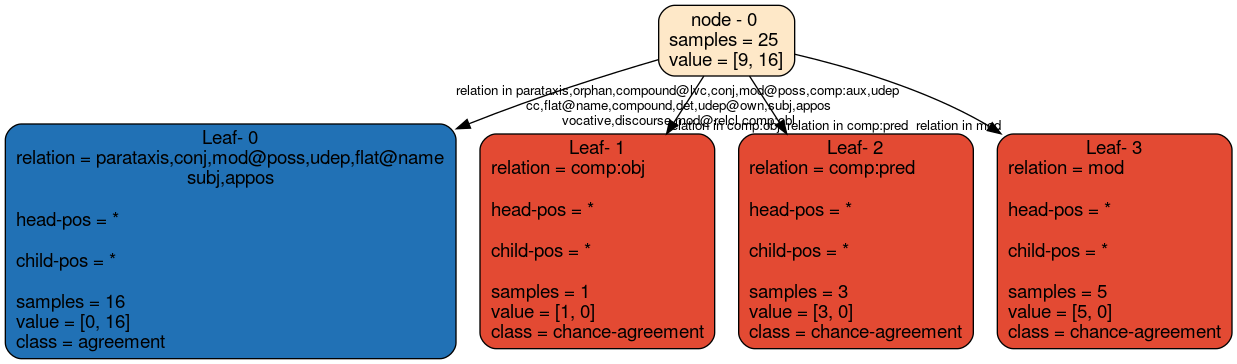 node - 0
samples = 25
value = [9, 16]
relation in parataxis,orphan,compound@lvc,conj,mod@poss,comp:aux,udep
cc,flat@name,compound,det,udep@own,subj,appos
vocative,discourse,mod@relcl,comp:obl
relation in comp:obj
relation in comp:pred
relation in mod
Leaf- 0
relation = parataxis,conj,mod@poss,udep,flat@name
subj,appos
head-pos = *
child-pos = *
samples = 16
value = [0, 16]
class = agreement
Leaf- 1
relation = comp:obj
head-pos = *
child-pos = *
samples = 1
value = [1, 0]
class = chance-agreement
Leaf- 2
relation = comp:pred
head-pos = *
child-pos = *
samples = 3
value = [3, 0]
class = chance-agreement
Leaf- 3
relation = mod
head-pos = *
child-pos = *
samples = 5
value = [5, 0]
class = chance-agreement